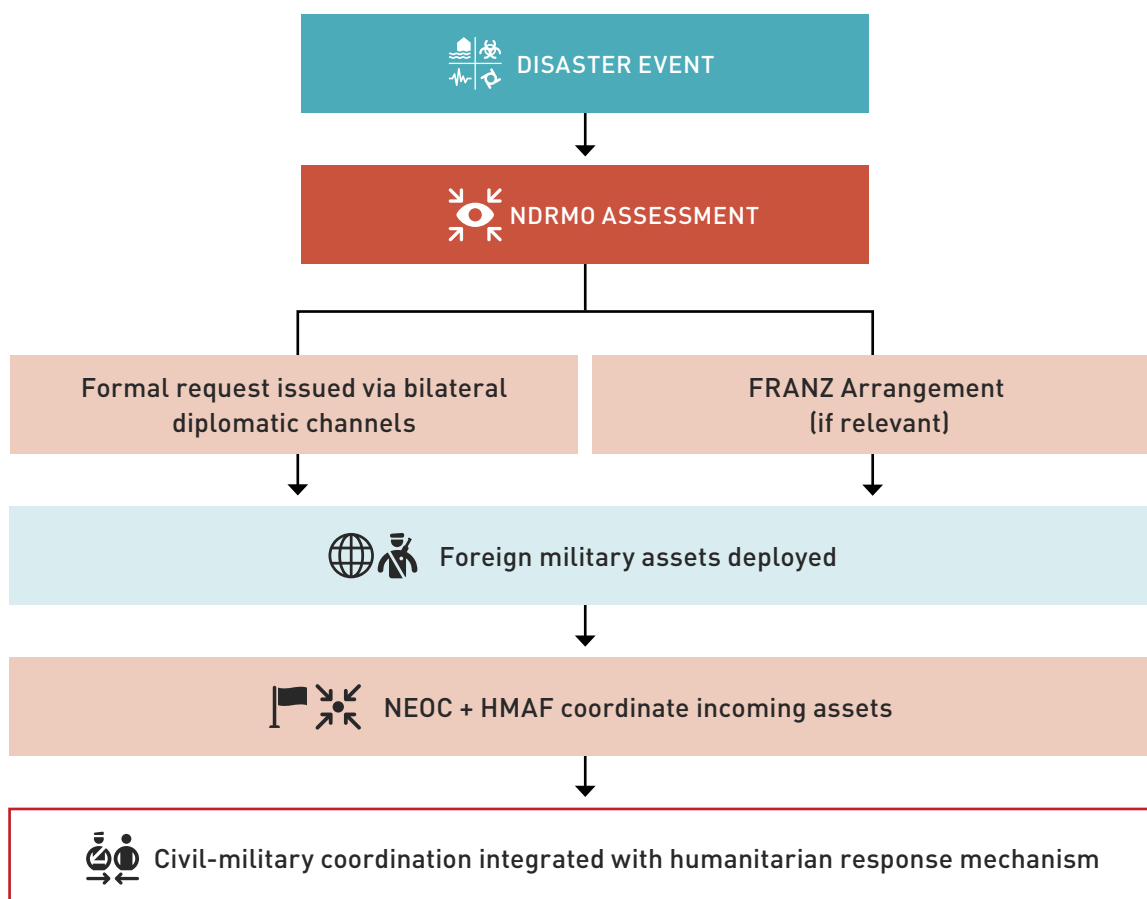 DISASTER EVENT
NDRMO ASSESSMENT
Formal request issued via bilateral
diplomatic channels
FRANZ Arrangement
(if relevant)
Foreign military assets deployed
NEOC + HMAF coordinate incoming assets
Civil-military coordination integrated with humanitarian response mechanism